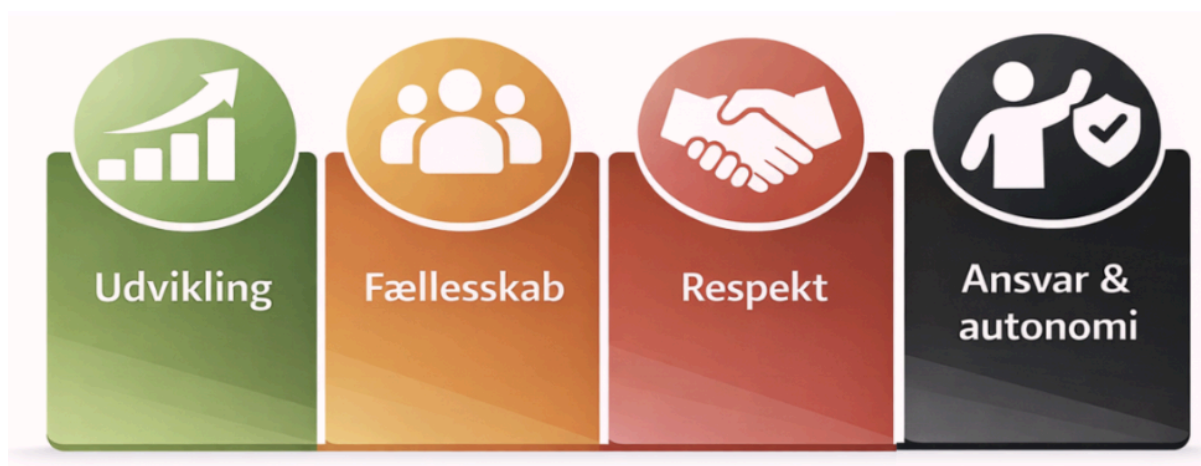 Udvikling
Fællesskab
Respekt
Ansvar &
autonomi